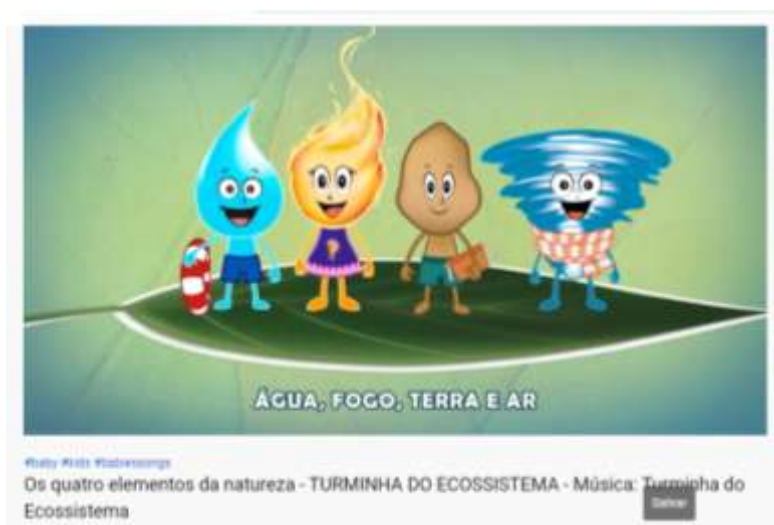 ÁGUA, FOGO, TERRA E AR
#baby #kids #babiessongs
Os quatro elementos da natureza - TURMINHA DO ECOSSISTEMA - Música: Turminha do
Ecossistema